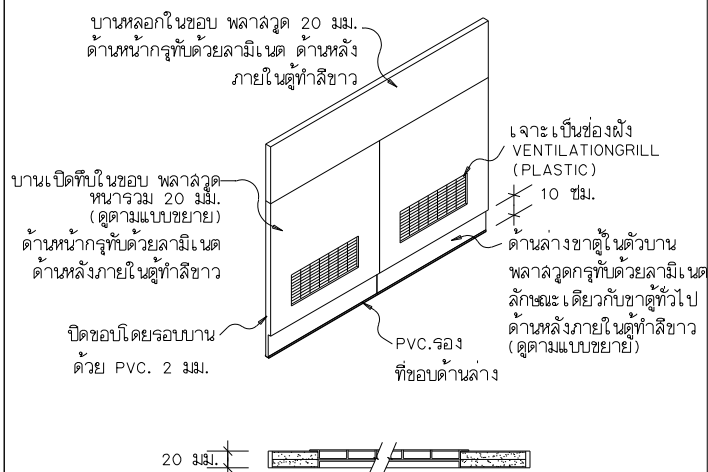 บานหลอกในขอบ พลาสวูด 20 มม.
ด้านหน้ากรุทับด้วยลามิเนต ด้านหลัง
ภายในตู้ทำสีขาว
เจาะเป็นช่องฝัง
VENTILATIONGRILL
(PLASTIC)
10 ซม.
บานเปิดทึบในขอบ พลาสวูด
หนารวม 20 มม.
(ดูตามแบบขยาย)
ด้านหน้ากรุทับด้วยลามิเนต
ด้านหลังภายในตู้ทำสีขาว
ด้านล่างขาตู้ในตัวบาน
พลาสวูดกรุทับด้วยลามิเนต
ลักษณะเดียวกับขาตู้ทั่วไป
ด้านหลังภายในตู้ทำสีขาว
(ดูตามแบบขยาย)
ปิดขอบโดยรอบบาน
ด้วย PVC. 2 มม.
PVC.รอง
ที่ขอบด้านล่าง
20 มม.